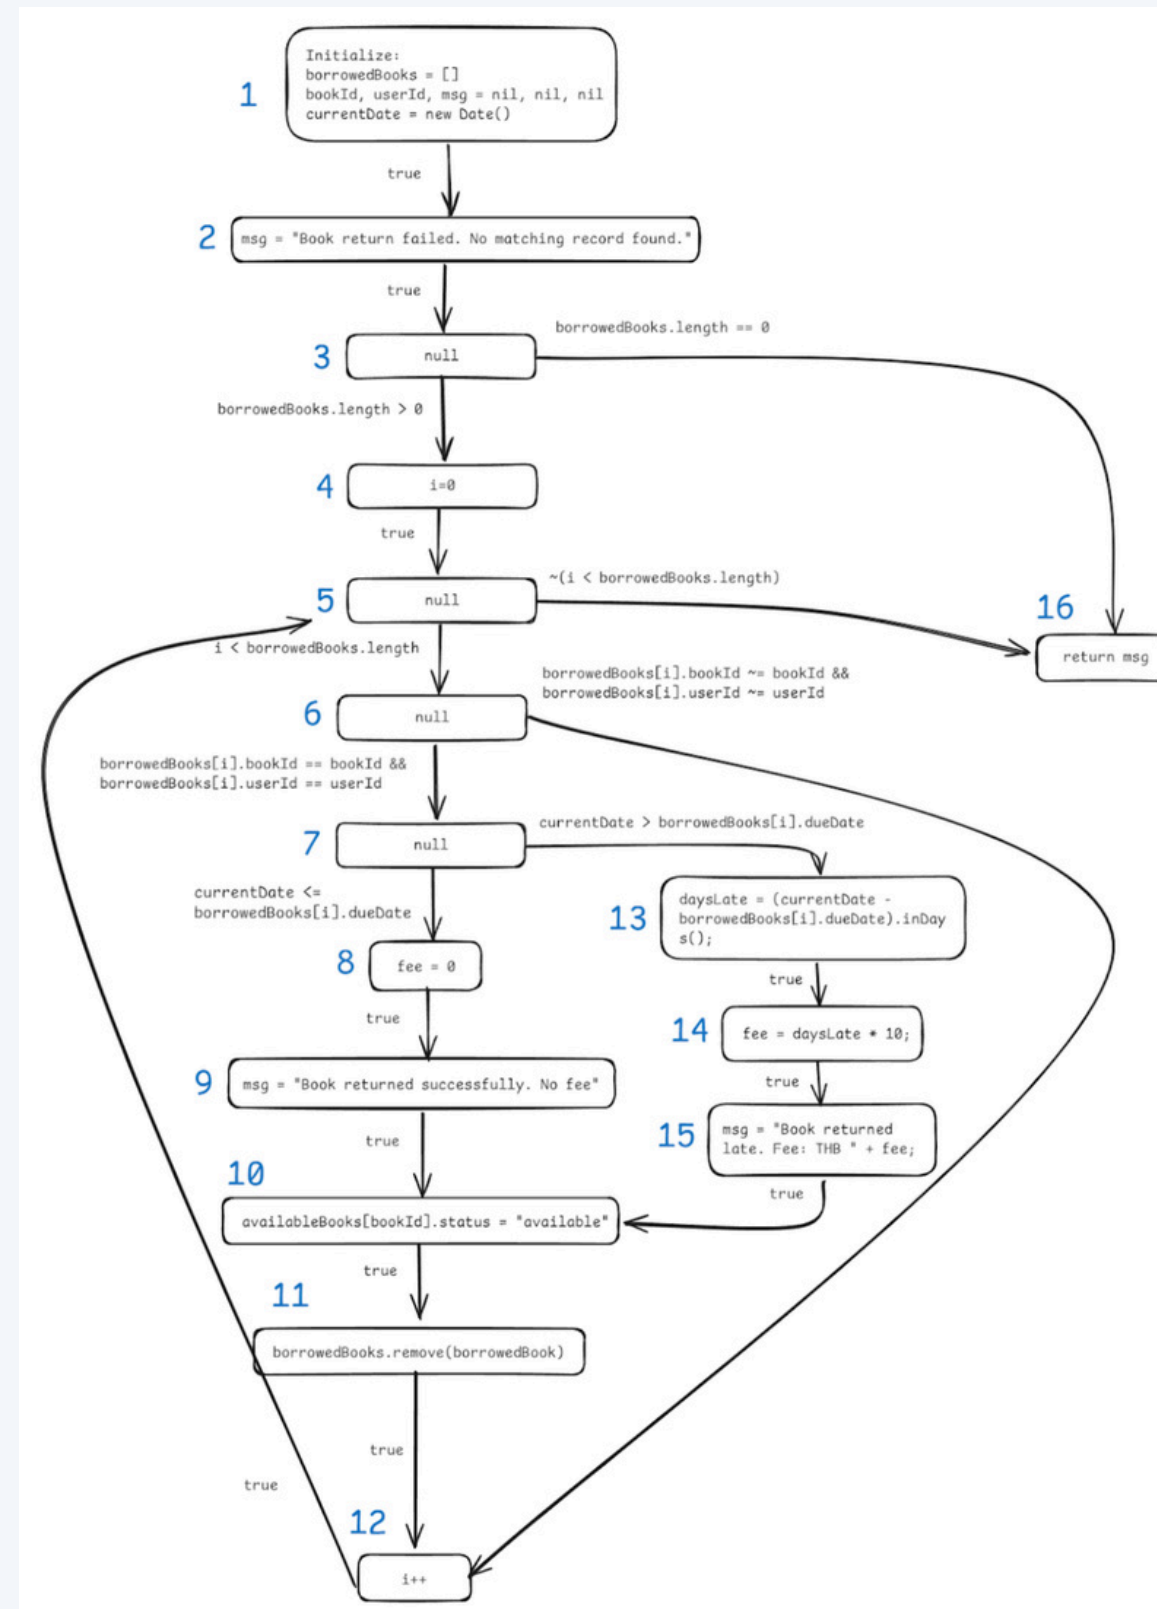 1
Initialize:
borrowedBooks = []
bookId, userId, msg = nil, nil, nil
currentDate = new Date()
true
2
msg = "Book return failed. No matching record found."
true
3
null
borrowedBooks.length == 0
borrowedBooks.length > 0
4
i=0
true
5
null
~(i < borrowedBooks.length)
16
return msg
i < borrowedBooks.length
6
null
borrowedBooks[i].bookId ~= bookId &&
borrowedBooks[i].userId ~= userId
borrowedBooks[i].bookId == bookId &&
borrowedBooks[i].userId == userId
7
null
currentDate > borrowedBooks[i].dueDate
currentDate <=
borrowedBooks[i].dueDate
13
daysLate = (currentDate -
borrowedBooks[i].dueDate).inDay
s();
8
fee = 0
true
true
14
fee = daysLate * 10;
true
9
msg = "Book returned successfully. No fee"
15
msg = "Book returned
late. Fee: THB " + fee;
true
true
10
availableBooks[bookId].status = "available"
true
11
borrowedBooks.remove(borrowedBook)
true
true
12
i++